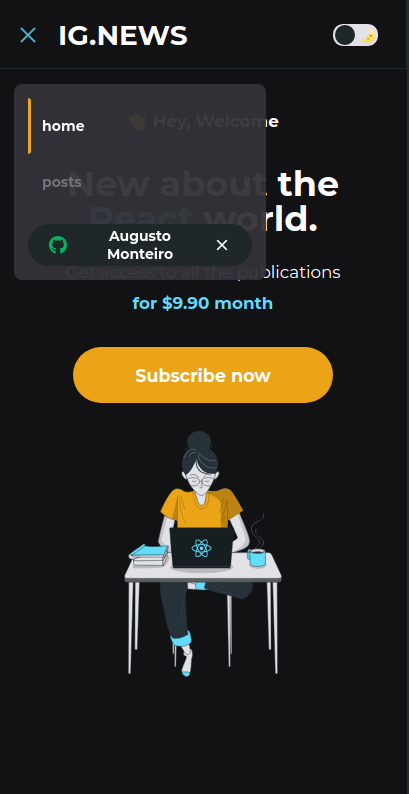 IG.NEWS
home
posts
Augusto
Monteiro
👋 Hey, Welcome
New about the
React world.
Get access to all the publications
for $9.90 month
Subscribe now